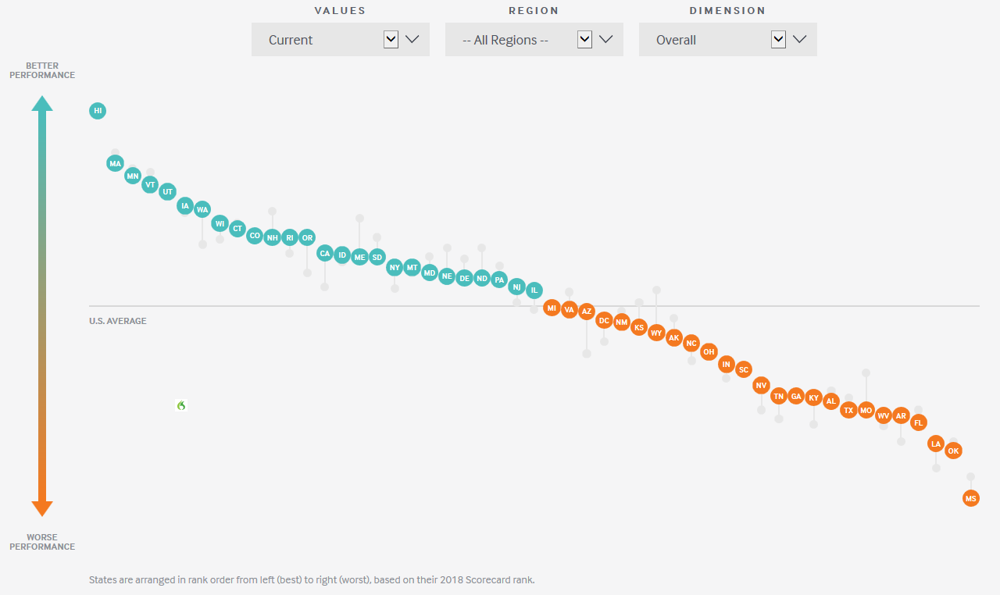 VALUES
REGION
DIMENSION
Current
-- All Regions --
Overall
BETTER
PERFORMANCE
HI
MA
MN
VT
UT
IA
WA
WI
CT
CO
NH
RI
OR
CA
ID
ME
SD
NY
MT
MD
NE
DE
ND
PA
NJ
IL
MI
VA
AZ
DC
NM
KS
WY
AK
NC
OH
IN
SC
NV
TN
GA
KY
AL
TX
MO
WV
AR
FL
LA
OK
MS
U.S. AVERAGE
WORSE
PERFORMANCE
States are arranged in rank order from left (best) to right (worst), based on their 2018 Scorecard rank.